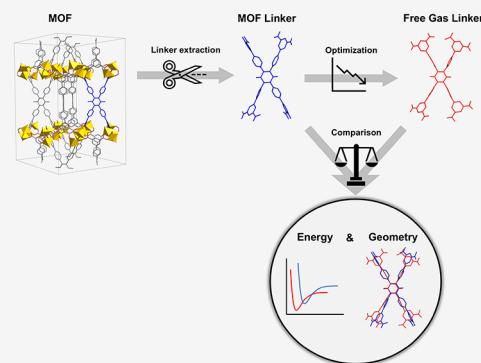 MOF
MOF Linker
Free Gas Linker
Linker extraction
Optimization
Comparison
Energy & Geometry